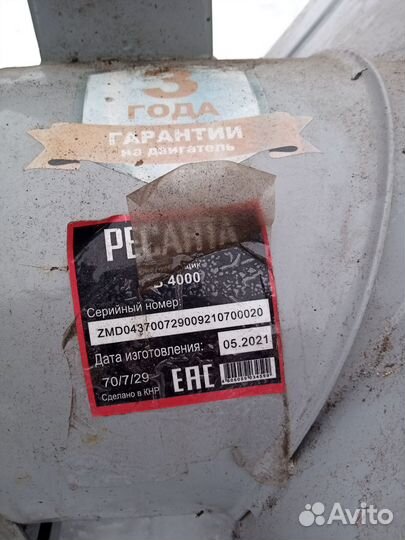 3
ГОДА
ГАРАНТИИ
на двигатель
РЕСАНТА
4000
Серийный номер:
ZMD043700729009210700020
Дата изготовления: 05.2021
70/7/29
EAC
Сделано в КНР
Avito